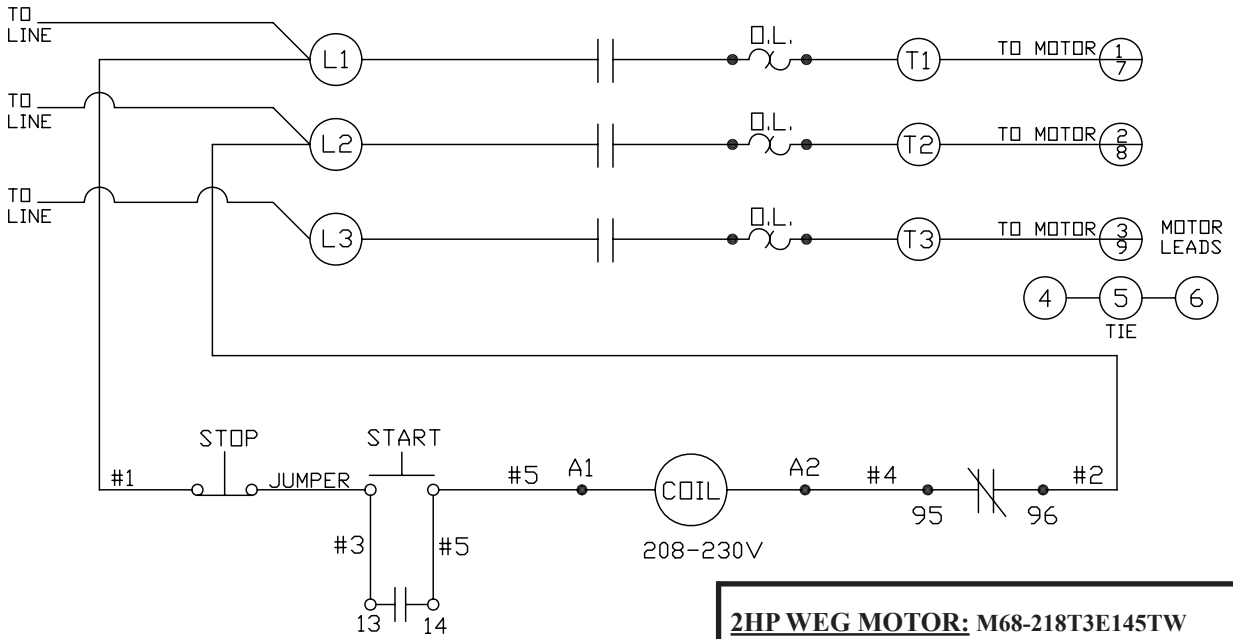 TO
LINE
L1
O.L.
T1
TO MOTOR
1
7
TO
LINE
L2
O.L.
T2
TO MOTOR
2
8
TO
LINE
L3
O.L.
T3
TO MOTOR
3
9
MOTOR
LEADS
4
5
6
TIE
STOP
START
#1
JUMPER
#5
A1
COIL
A2
#4
#2
95
96
208-230V
#3
#5
13
14
2HP WEG MOTOR: M68-218T3E145TW